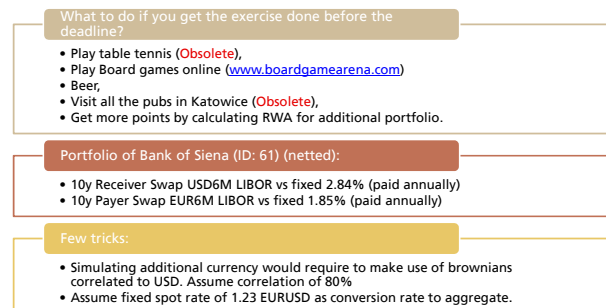 What to do if you get the exercise done before the
deadline?
• Play table tennis (Obsolete),
• Play Board games online (www.boardgamearena.com)
• Beer,
• Visit all the pubs in Katowice (Obsolete),
• Get more points by calculating RWA for additional portfolio.
Portfolio of Bank of Siena (ID: 61) (netted):
• 10y Receiver Swap USD6M LIBOR vs fixed 2.84% (paid annually)
• 10y Payer Swap EUR6M LIBOR vs fixed 1.85% (paid annually)
Few tricks:
• Simulating additional currency would require to make use of brownians
correlated to USD. Assume correlation of 80%
• Assume fixed spot rate of 1.23 EURUSD as conversion rate to aggregate.